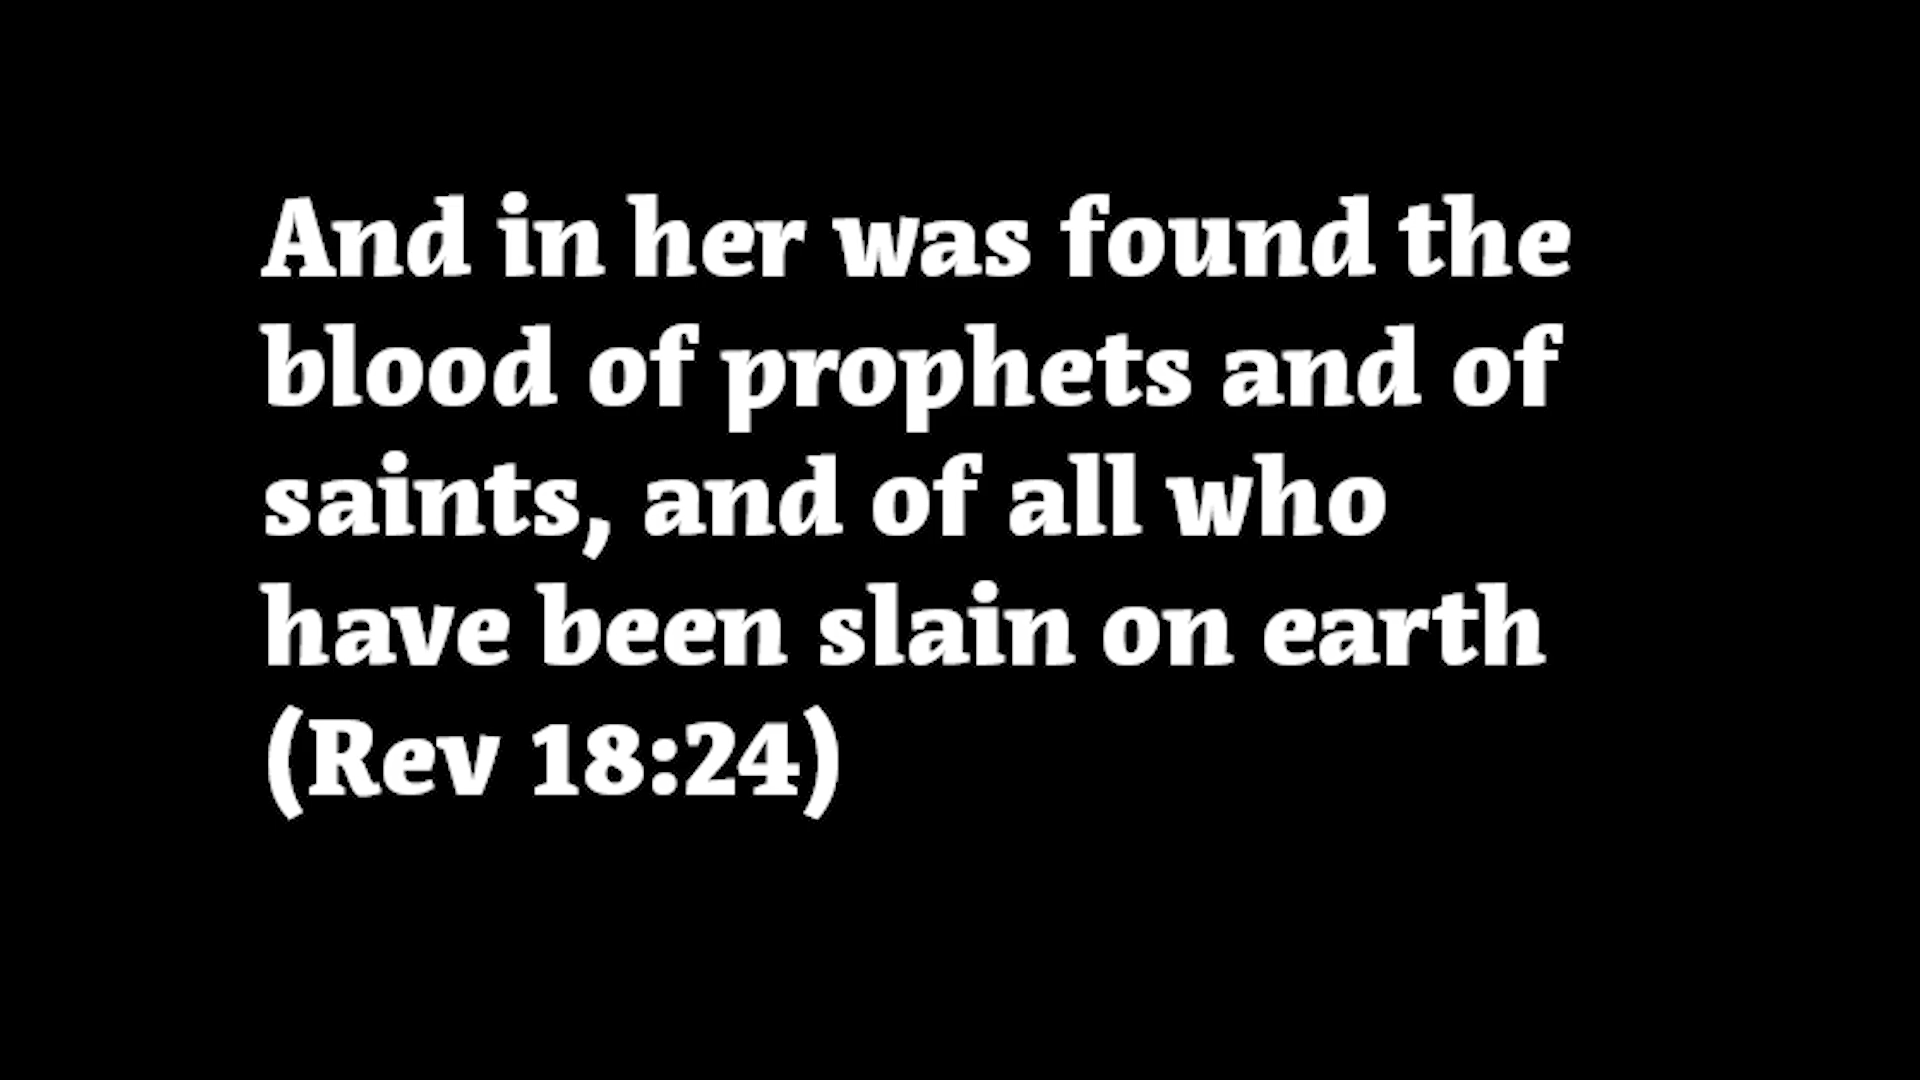 And in her was found the
blood of prophets and of
saints, and of all who
have been slain on earth
(Rev 18:24)